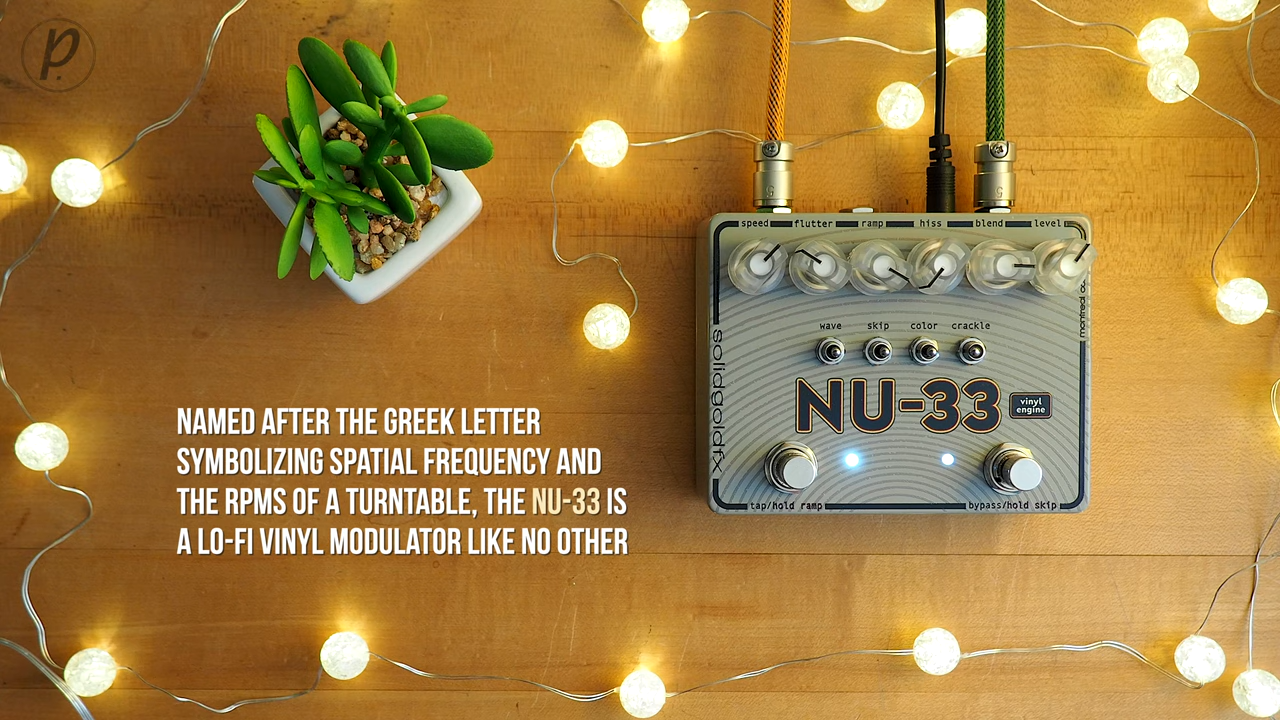 p.
speed flutter ramp hiss blend level
wave skip color crackle
solidgoldfx
NU-33
vinyl
engine
tap/hold ramp
bypass/hold skip
NAMED AFTER THE GREEK LETTER
SYMBOLIZING SPATIAL FREQUENCY AND
THE RPMS OF A TURNTABLE, THE NU-33 IS
A LO-FI VINYL MODULATOR LIKE NO OTHER